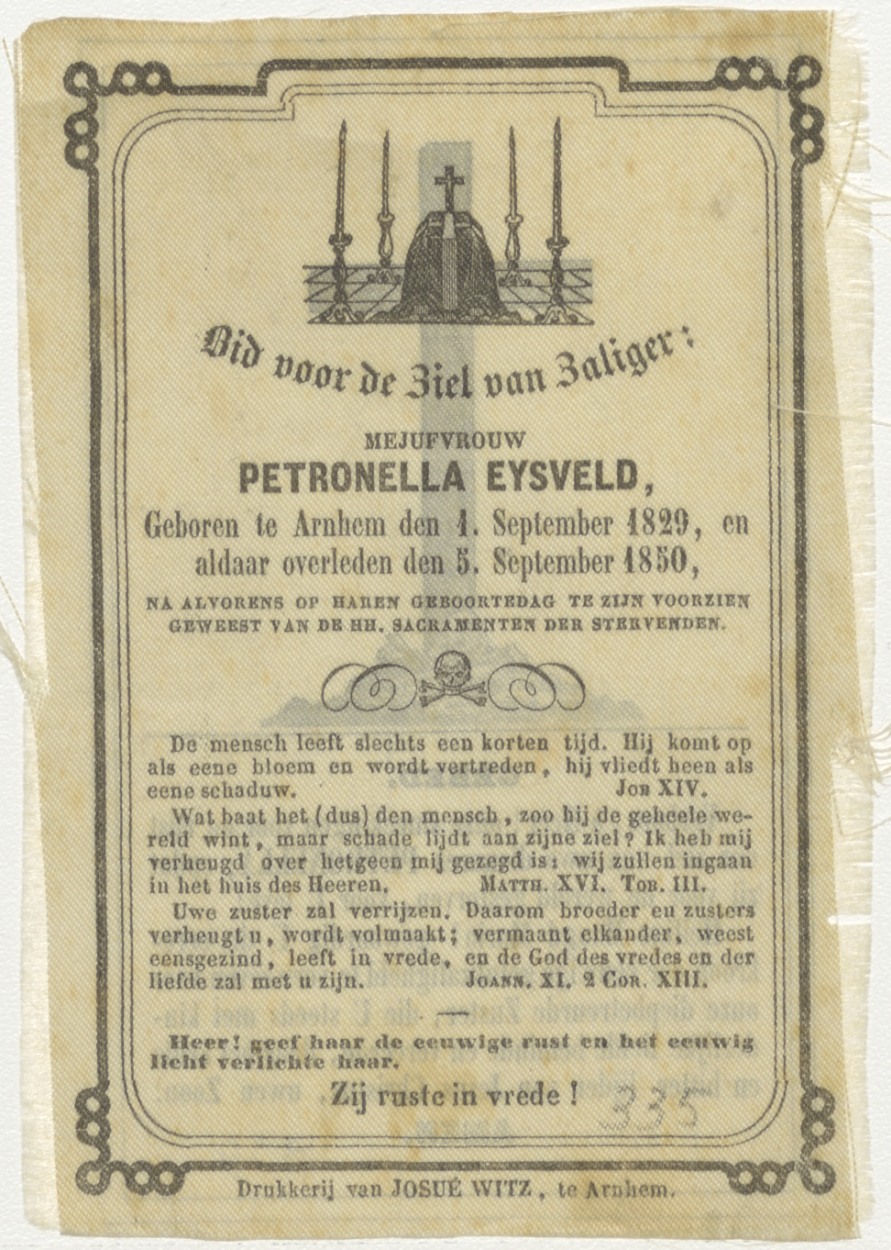 Bid voor de Ziel van Zaliger:
MEJUFVROUW
PETRONELLA EYSVELD,
Geboren te Arnhem den 1. September 1829, en
aldaar overleden den 5. September 1850,
NA ALVORENS OP HAREN GEBOORTEDAG TE ZIJN VOORZIEN
GEWEEST VAN DE HH. SACRAMENTEN DER STERVENDEN.
De mensch leeft slechts een korten tijd. Hij komt op
als eene bloem en wordt vertreden, hij vliedt heen als
eene schaduw. JOB XIV.
Wat baat het (dus) den mensch, zoo hij de geheele we-
reld wint, maar schade lijdt aan zijne ziel? Ik heb mij
verheugd over hetgeen mij gezegd is: wij zullen ingaan
in het huis des Heeren. MATTH. XVI. TOB. III.
Uwe zuster zal verrijzen. Daarom broeder en zusters
verheugt u, wordt volmaakt; vermaant elkander, weest
eensgezind, leeft in vrede, en de God des vredes en der
liefde zal met u zijn. JOANN. XI. 2 COR. XIII.
Heer! geef haar de eeuwige rust en het eeuwig
licht verlichte haar.
Zij ruste in vrede!
335
Drukkerij van JOSUÉ WITZ, te Arnhem.